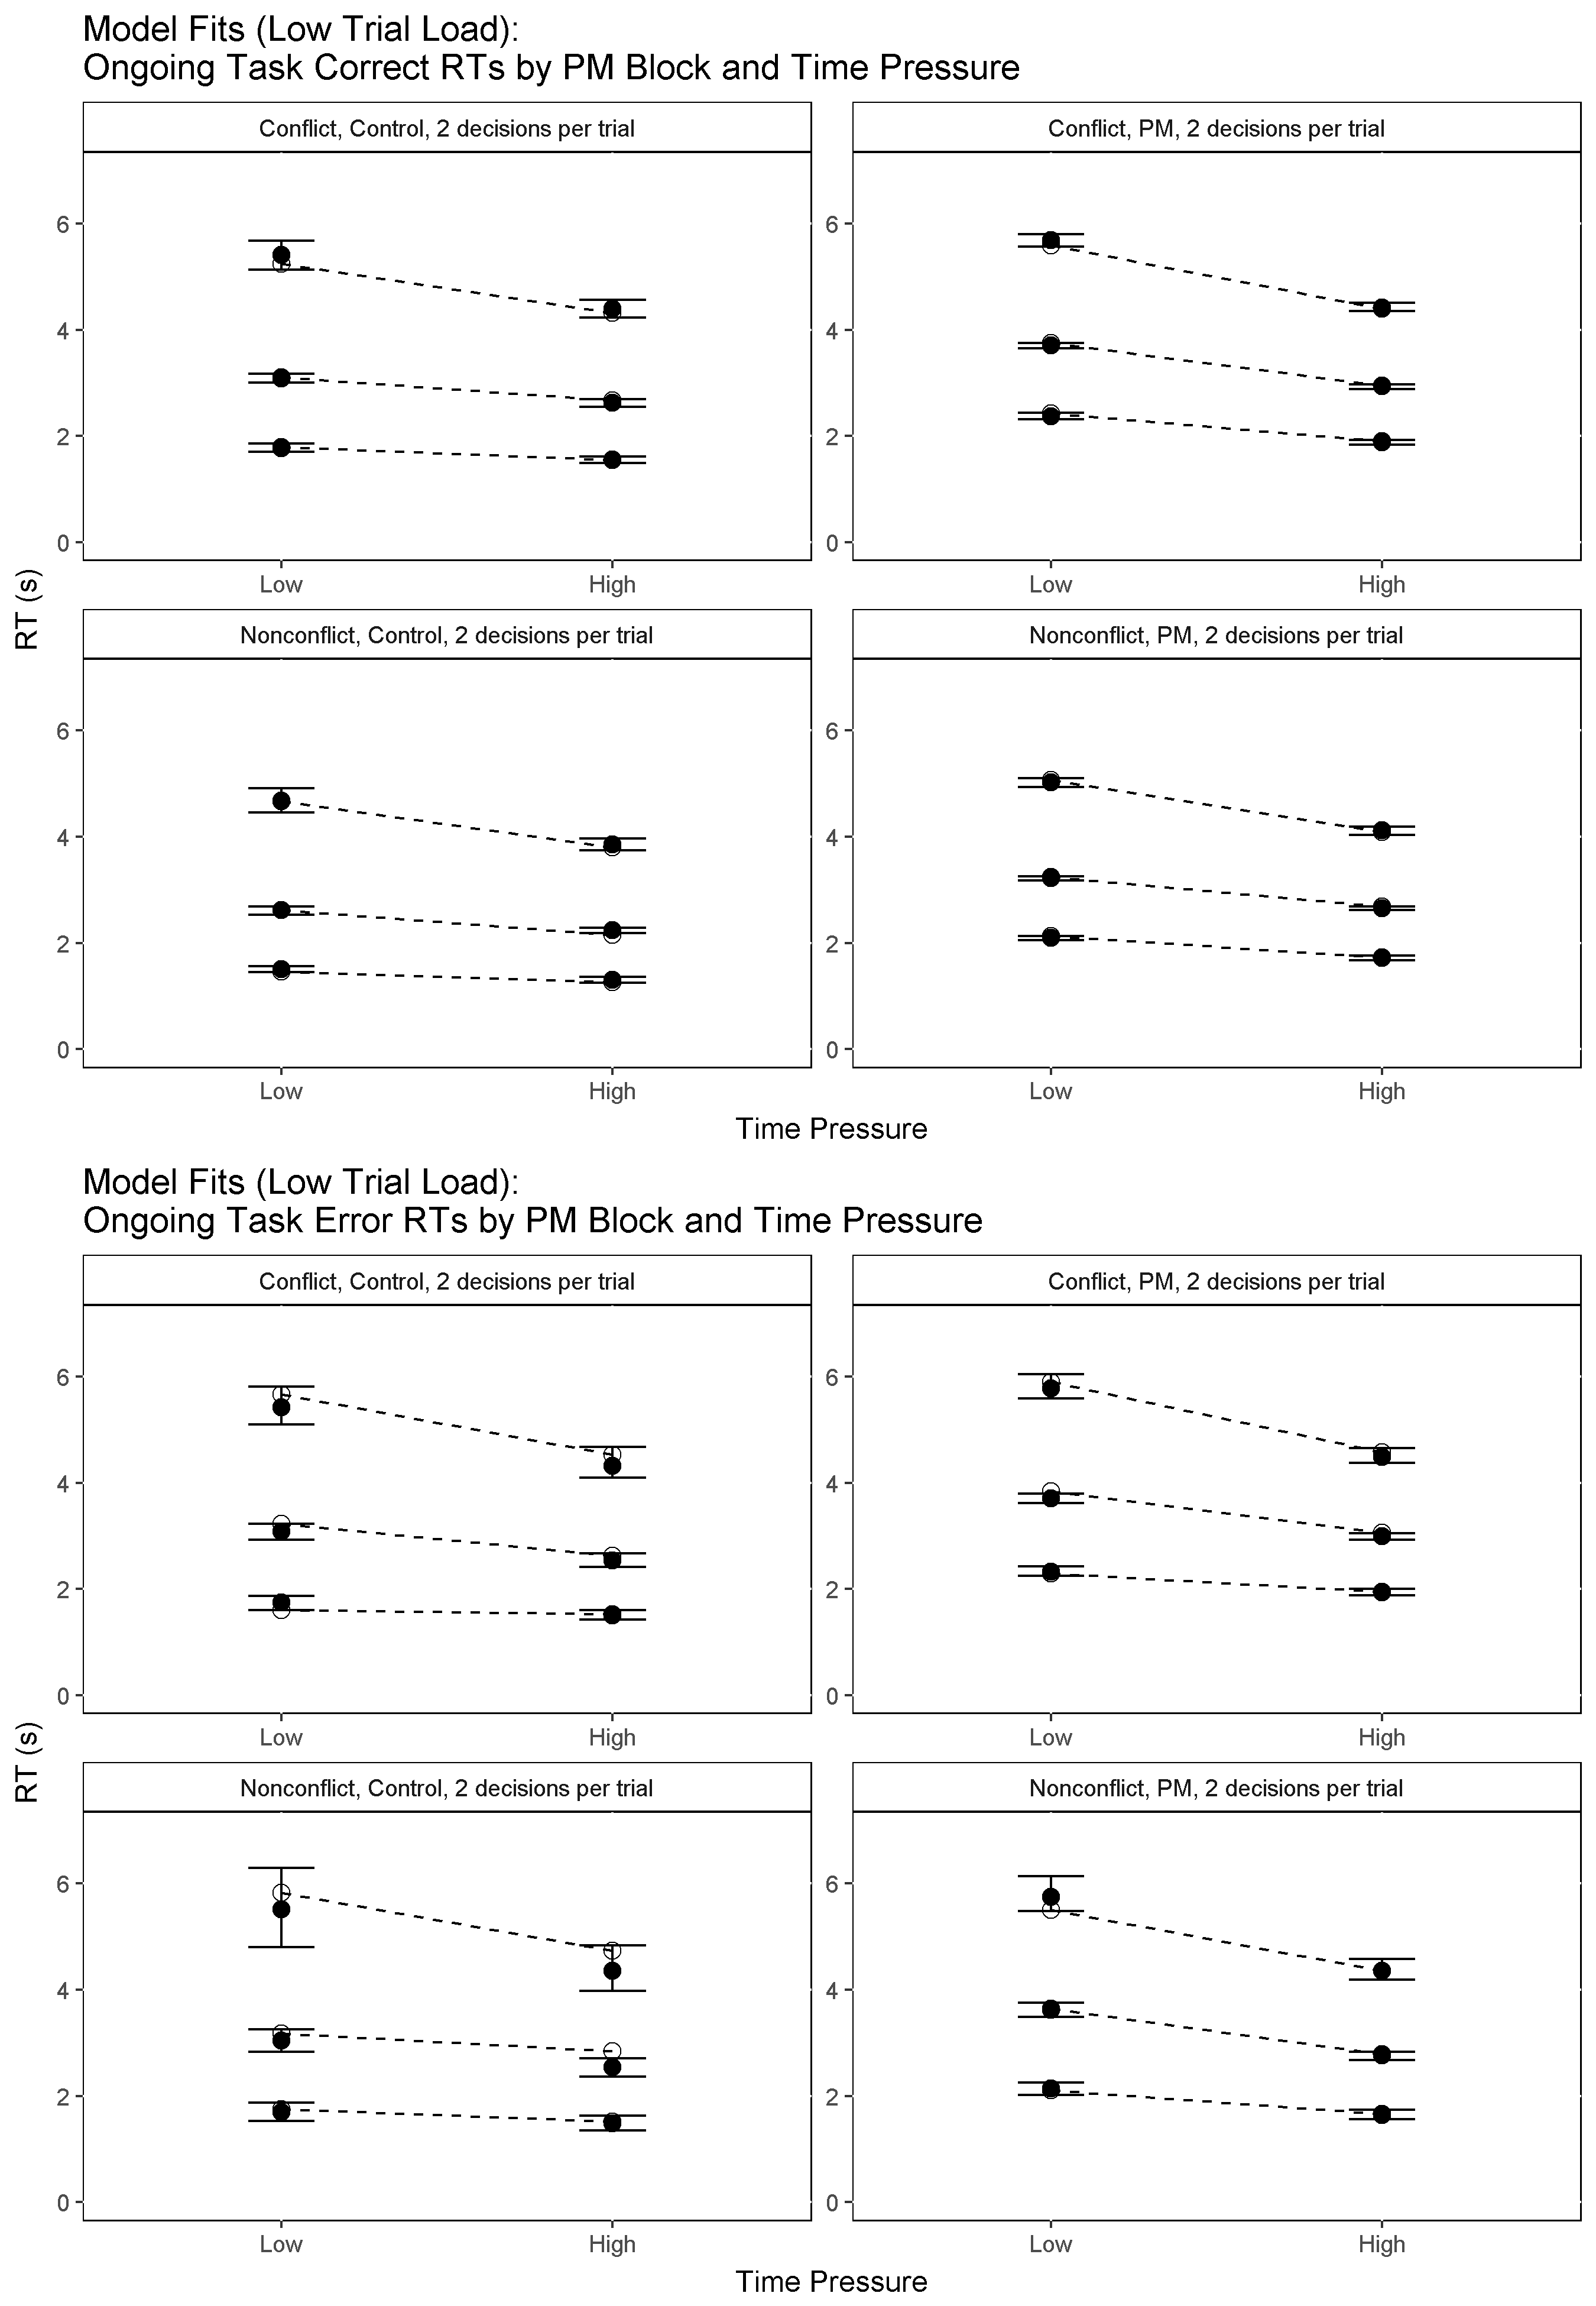 Model Fits (Low Trial Load):
Ongoing Task Correct RTs by PM Block and Time Pressure
Conflict, Control, 2 decisions per trial
Conflict, PM, 2 decisions per trial
6
4
2
0
6
4
2
0
Low
High
Low
High
RT (s)
Nonconflict, Control, 2 decisions per trial
Nonconflict, PM, 2 decisions per trial
6
4
2
0
6
4
2
0
Low
High
Low
High
Time Pressure
Model Fits (Low Trial Load):
Ongoing Task Error RTs by PM Block and Time Pressure
Conflict, Control, 2 decisions per trial
Conflict, PM, 2 decisions per trial
6
4
2
0
6
4
2
0
Low
High
Low
High
RT (s)
Nonconflict, Control, 2 decisions per trial
Nonconflict, PM, 2 decisions per trial
6
4
2
0
6
4
2
0
Low
High
Low
High
Time Pressure